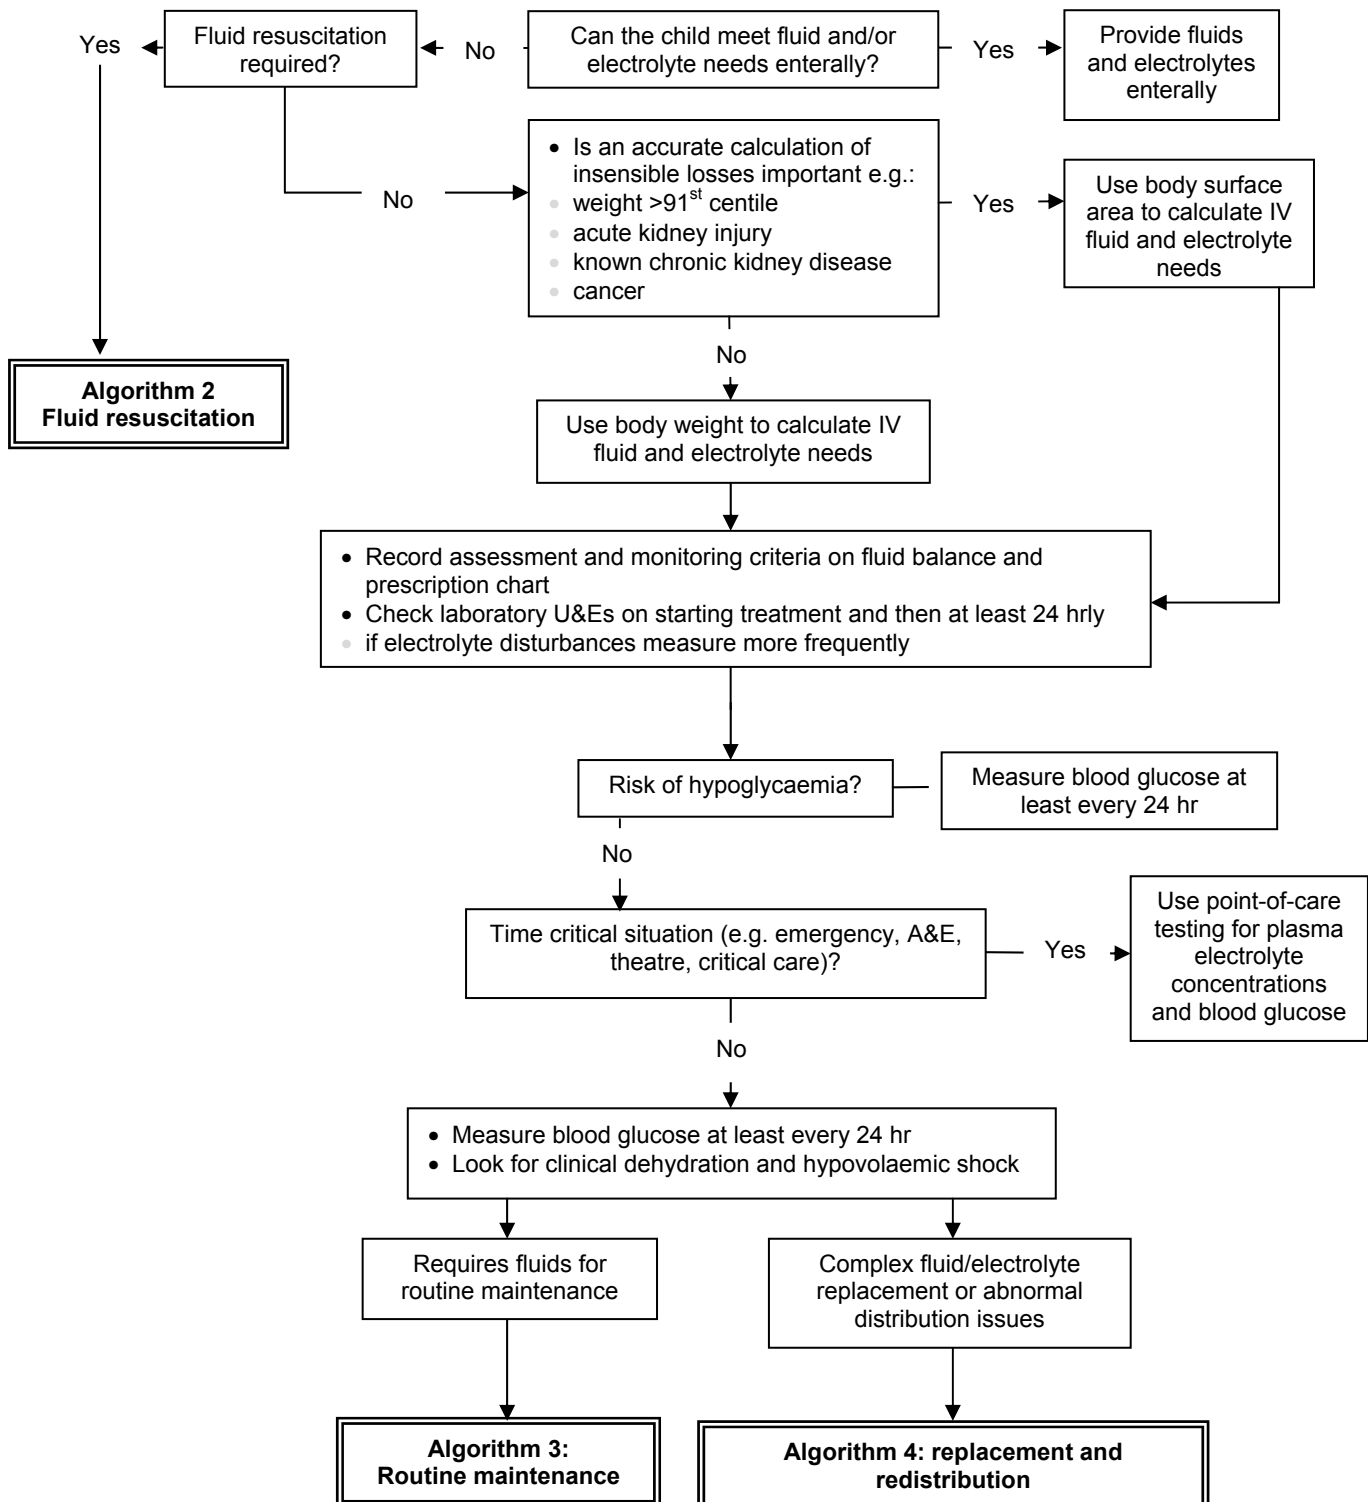 Yes
Fluid resuscitation
required?
No
Can the child meet fluid and/or
electrolyte needs enterally?
Yes
Provide fluids
and electrolytes
enterally
No
• Is an accurate calculation of
insensible losses important e.g.:
• weight >91st centile
• acute kidney injury
• known chronic kidney disease
• cancer
Yes
Use body surface
area to calculate IV
fluid and electrolyte
needs
No
Algorithm 2
Fluid resuscitation
Use body weight to calculate IV
fluid and electrolyte needs
• Record assessment and monitoring criteria on fluid balance and
prescription chart
• Check laboratory U&Es on starting treatment and then at least 24 hrly
• if electrolyte disturbances measure more frequently
Risk of hypoglycaemia?
Measure blood glucose at
least every 24 hr
No
Time critical situation (e.g. emergency, A&E,
theatre, critical care)?
Yes
Use point-of-care
testing for plasma
electrolyte
concentrations
and blood glucose
No
• Measure blood glucose at least every 24 hr
• Look for clinical dehydration and hypovolaemic shock
Requires fluids for
routine maintenance
Complex fluid/electrolyte
replacement or abnormal
distribution issues
Algorithm 3:
Routine maintenance
Algorithm 4: replacement and
redistribution